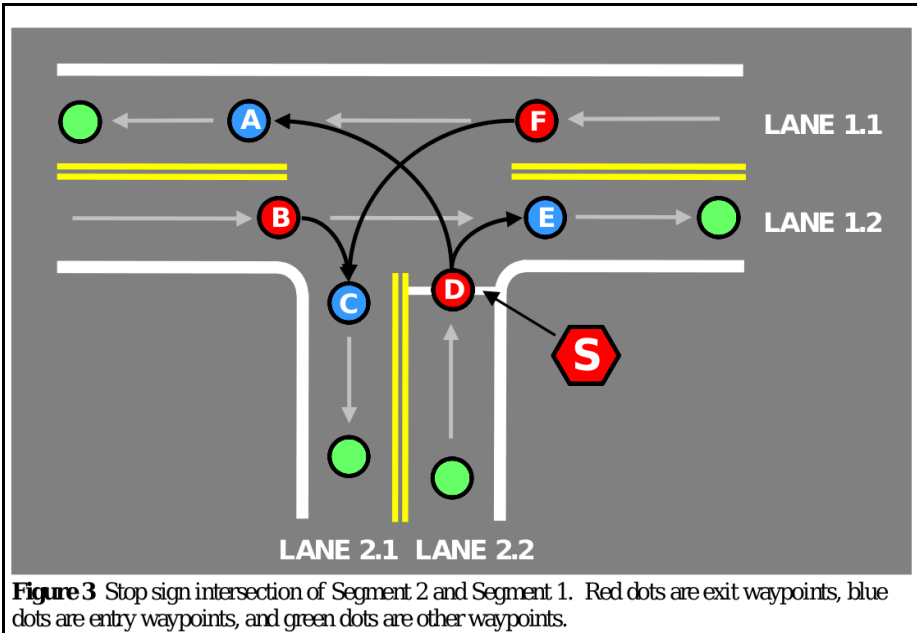 A
F
LANE 1.1
B
E
LANE 1.2
C
D
S
LANE 2.1 LANE 2.2
Figure 3 Stop sign intersection of Segment 2 and Segment 1. Red dots are exit waypoints, blue
dots are entry waypoints, and green dots are other waypoints.